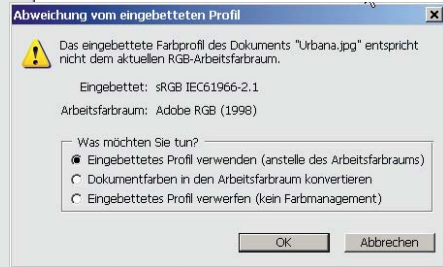 Abweichung vom eingebetteten Profil
Das eingebettete Farbprofil des Dokuments "Urbana.jpg" entspricht
nicht dem aktuellen RGB-Arbeitsfarbraum.
Eingebettet: sRGB IEC61966-2.1
Arbeitsfarbraum: Adobe RGB (1998)
Was möchten Sie tun?
Eingebettetes Profil verwenden (anstelle des Arbeitsfarbraums)
Dokumentfarben in den Arbeitsfarbraum konvertieren
Eingebettetes Profil verwerfen (kein Farbmanagement)
OK
Abbrechen